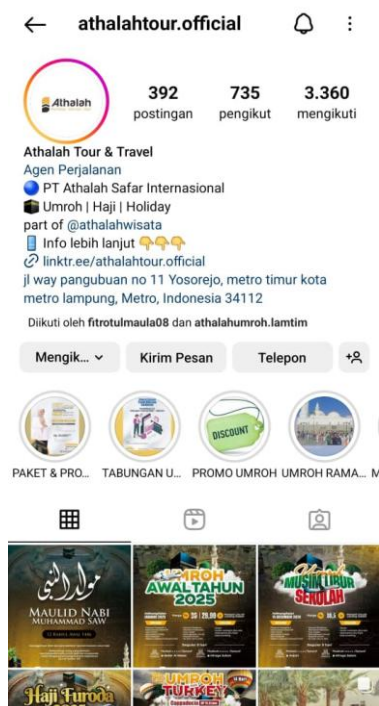 athalahtour.official
Athalah
392 735 3.360
postingan pengikut mengikuti
Athalah Tour & Travel
Agen Perjalanan
PT Athalah Safar Internasional
Umroh | Haji | Holiday
part of @athalahwisata
Info lebih lanjut
linktr.ee/athalahtour.official
jl way pangubuan no 11 Yosorejo, metro timur kota
metro lampung, Metro, Indonesia 34112
Diikuti oleh fitrotulmaula08 dan athalahumroh.lamtim
Mengik... Kirim Pesan Telepon
DISCOUNT
PAKET & PRO... TABUNGAN U... PROMO UMROH UMROH RAMA... M
مولد النبي
MAULID NABI
MUHAMMAD SAW
UMROH
AWALTAHUN
2025
UMROH
MUSIM LIBUR
SEKOLAH
Haji Furoda
UMROH
TURKEY